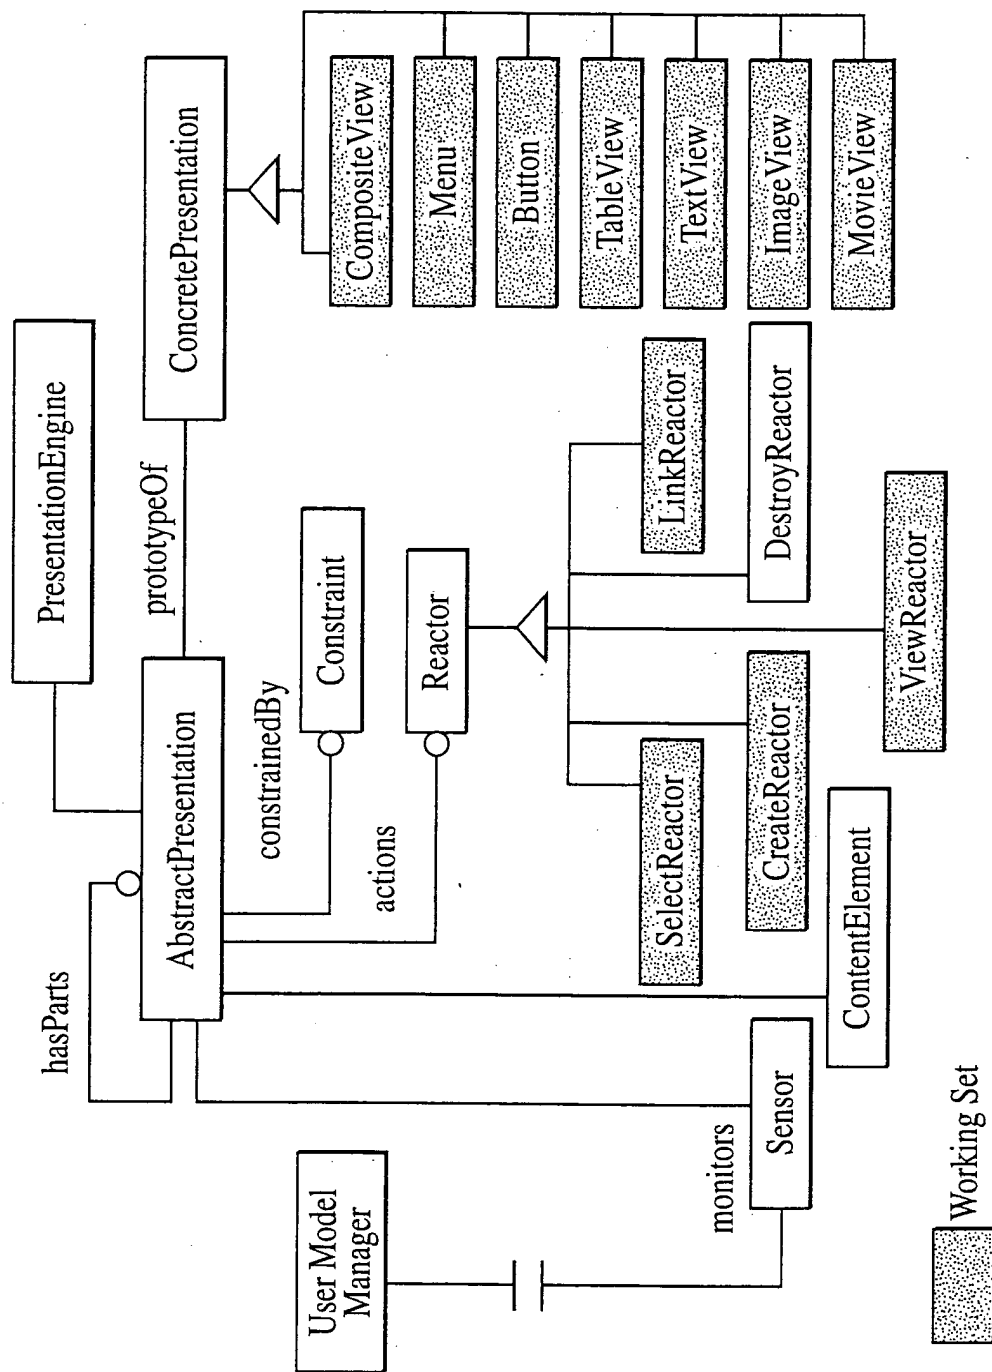 PresentationEngine
hasParts
AbstractPresentation
prototypeOf
ConcretePresentation
User Model
Manager
constrainedBy
Constraint
CompositeView
actions
Reactor
Menu
Button
TableView
TextView
ImageView
MovieView
SelectReactor
LinkReactor
monitors
Sensor
CreateReactor
DestroyReactor
ContentElement
ViewReactor
Working Set